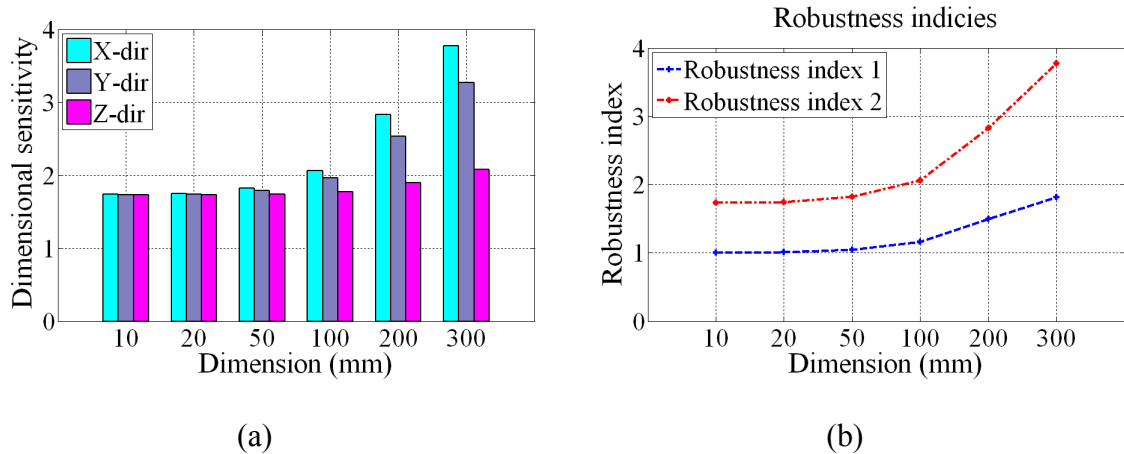 4
3
2
1
0
Dimensional sensitivity
X-dir
Y-dir
Z-dir
10 20 50 100 200 300
Dimension (mm)
(a)
Robustness indicies
4
3
2
1
0
Robustness index
Robustness index 1
Robustness index 2
10 20 50 100 200 300
Dimension (mm)
(b)